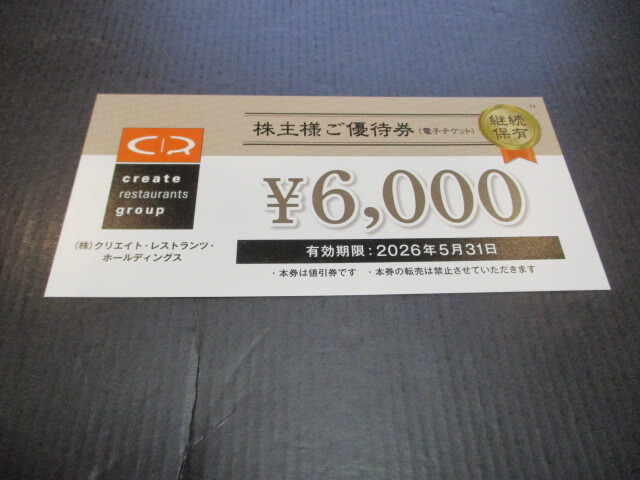 株主様ご優待券（電子チケット）
継続
保有
CR
create
restaurants
group
¥6,000
（株）クリエイト・レストランツ・
ホールディングス
有効期限：2026年5月31日
・本券は値引券です ・本券の転売は禁止させていただきます